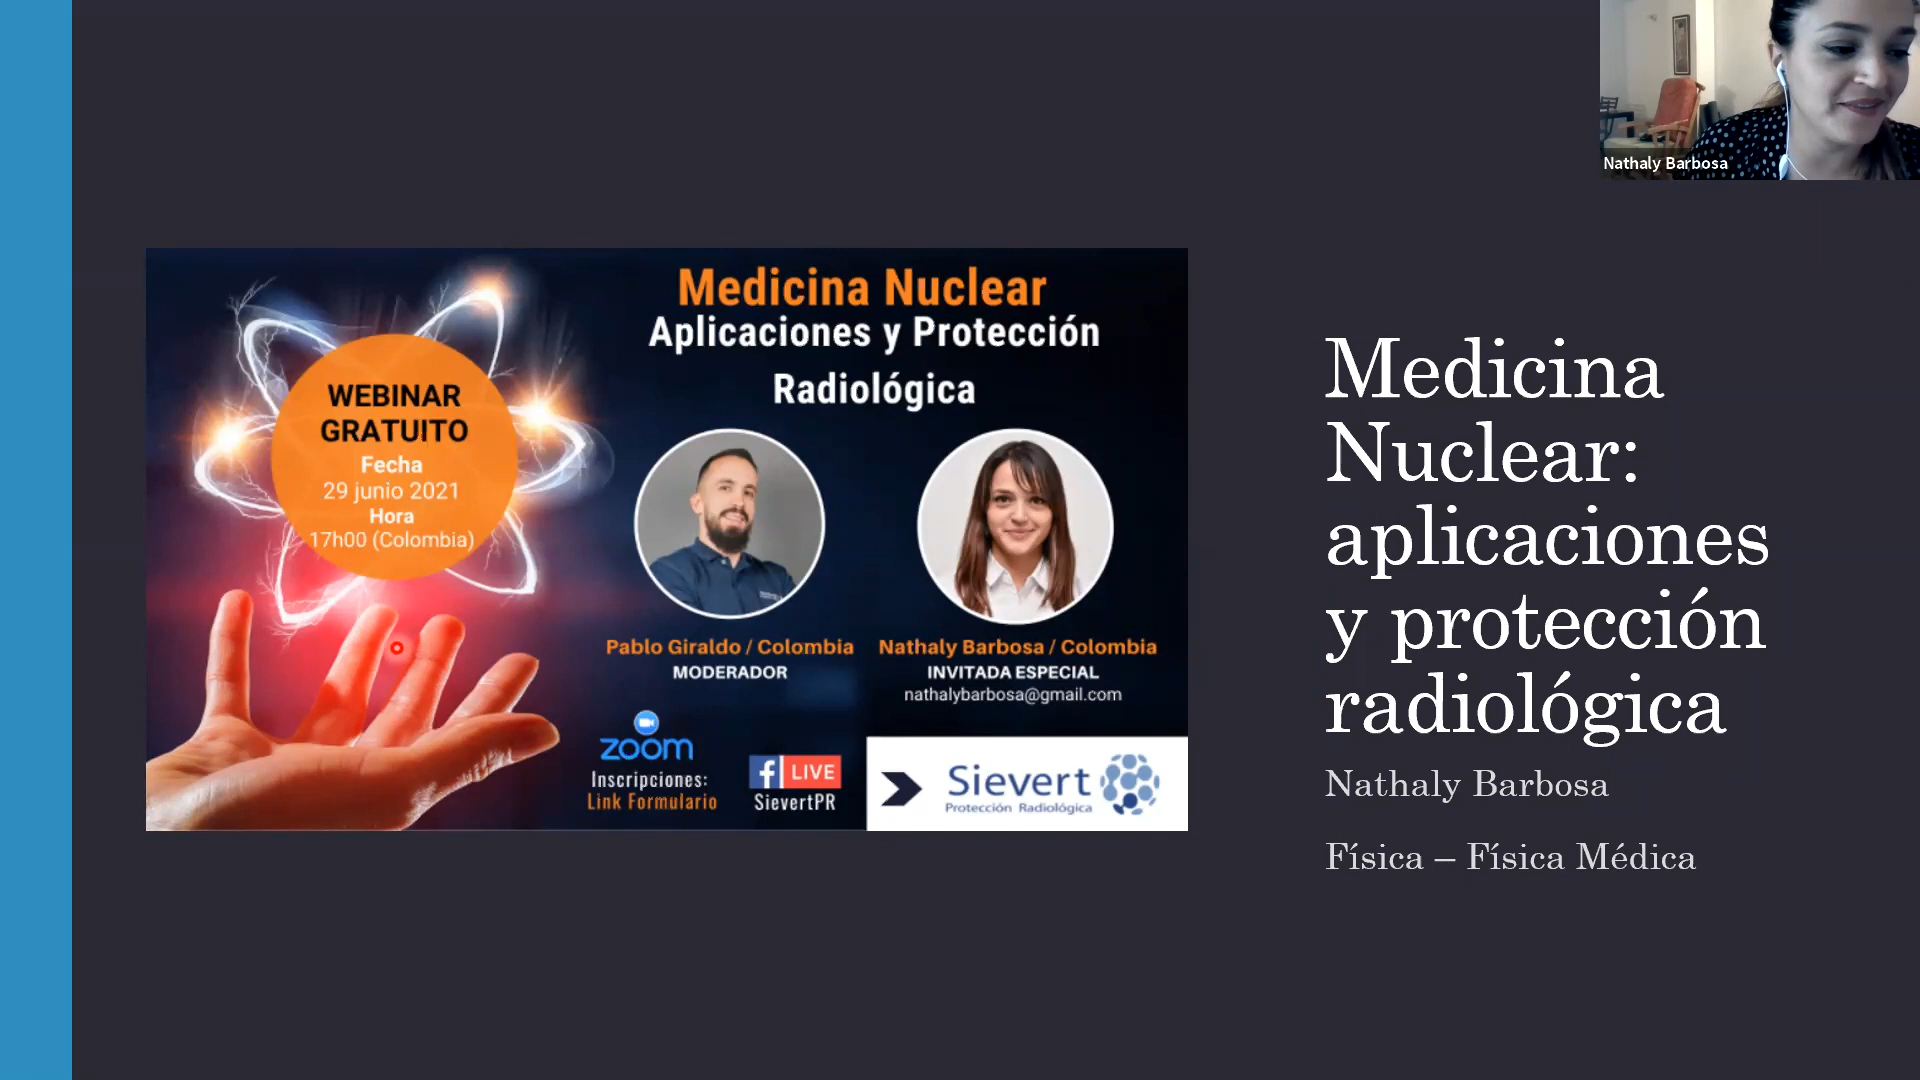 Nathaly Barbosa
Medicina Nuclear
Aplicaciones y Protección
Radiológica
WEBINAR
GRATUITO
Fecha
29 junio 2021
Hora
17h00 (Colombia)
Pablo Giraldo / Colombia
MODERADOR
Nathaly Barbosa / Colombia
INVITADA ESPECIAL
nathalybarbosa@gmail.com
zoom
Inscripciones:
Link Formulario
f LIVE
SievertPR
Sievert
Protección Radiológica
Medicina
Nuclear:
aplicaciones
y protección
radiológica
Nathaly Barbosa
Física – Física Médica